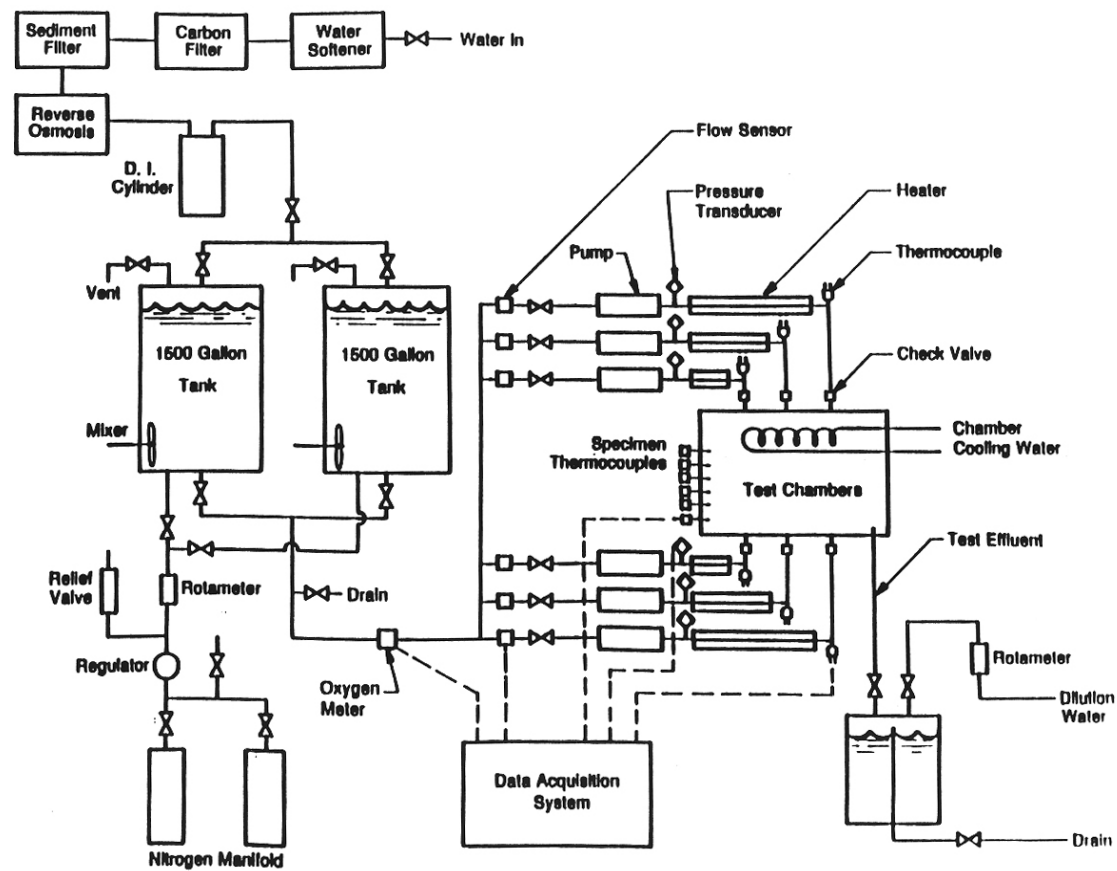 Sediment
Filter
Carbon
Filter
Water
Softener
Water In
Reverse
Osmosis
D. I.
Cylinder
Flow Sensor
Pressure
Transducer
Heater
Pump
Thermocouple
Vent
1500 Gallon
Tank
1500 Gallon
Tank
Check Valve
Mixer
Specimen
Thermocouples
Chamber
Cooling Water
Test Chambers
Test Effluent
Relief
Valve
Rotameter
Drain
Regulator
Oxygen
Meter
Rotameter
Dilution
Water
Data Acquisition
System
Drain
Nitrogen Manifold